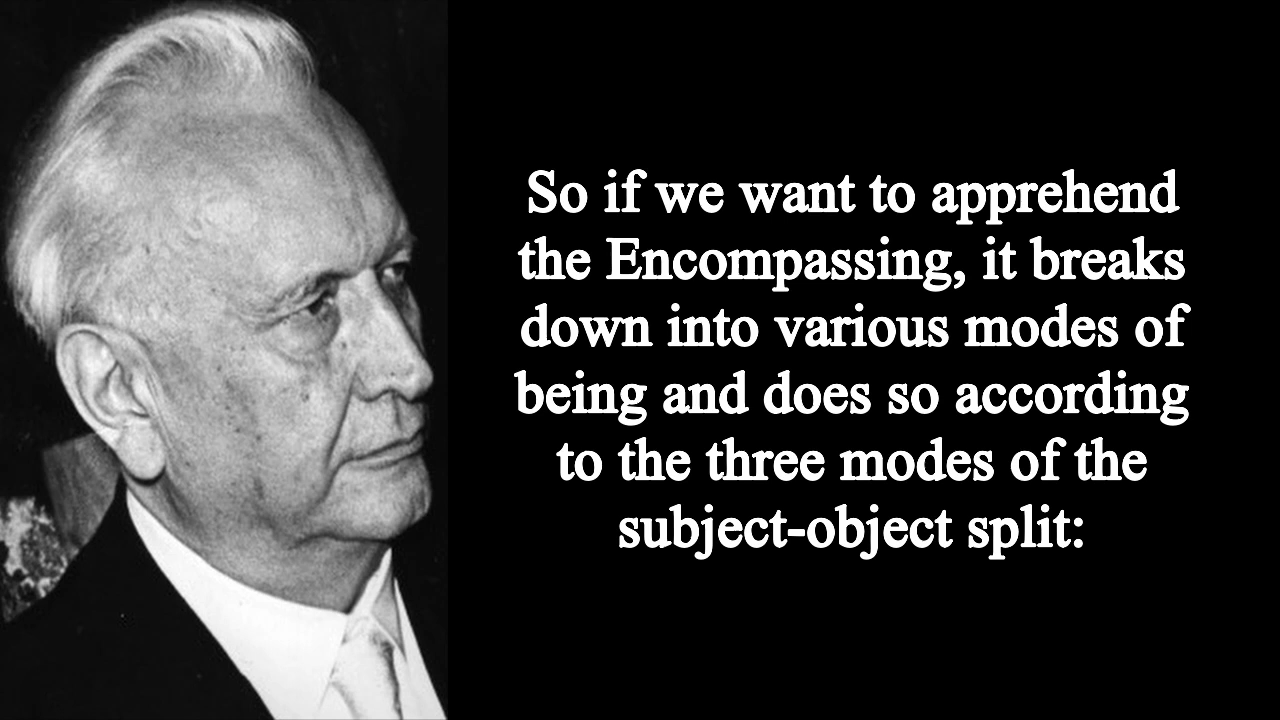 So if we want to apprehend
the Encompassing, it breaks
down into various modes of
being and does so according
to the three modes of the
subject-object split: